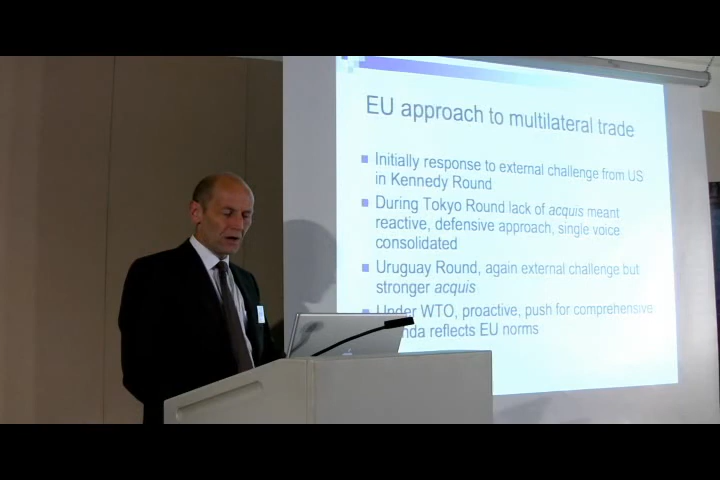 EU approach to multilateral trade
Initially response to external challenge from US
in Kennedy Round
During Tokyo Round lack of acquis meant
reactive, defensive approach, single voice
consolidated
Uruguay Round, again external challenge but
stronger acquis
Under WTO, proactive, push for comprehensive
nda reflects EU norms